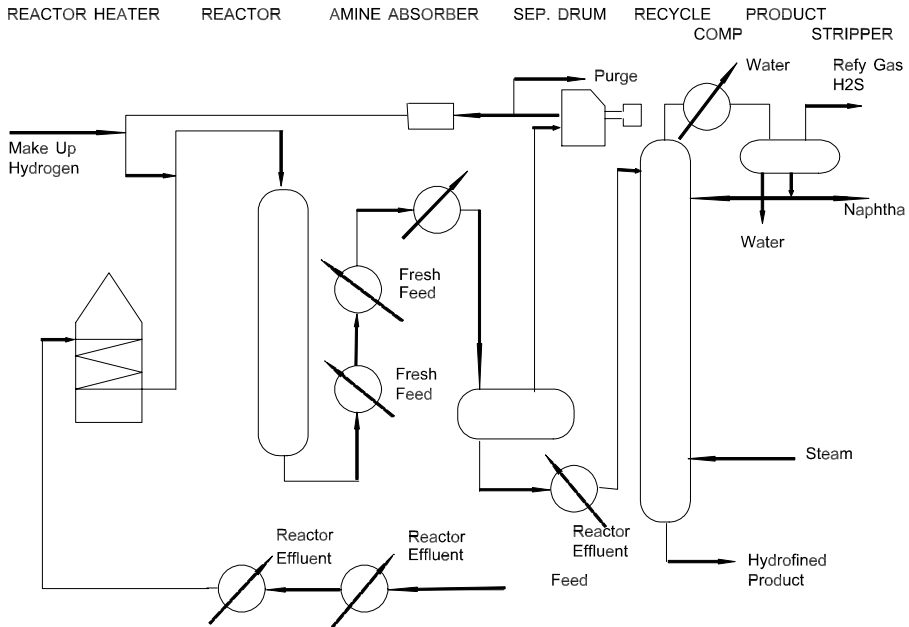 REACTOR HEATER REACTOR AMINE ABSORBER SEP. DRUM RECYCLE PRODUCT
COMP STRIPPER
Water
Refy Gas
H2S
Purge
Make Up
Hydrogen
Naphtha
Water
Fresh
Feed
Fresh
Feed
Steam
Reactor
Effluent
Reactor
Effluent
Reactor
Effluent
Feed
Hydrofined
Product